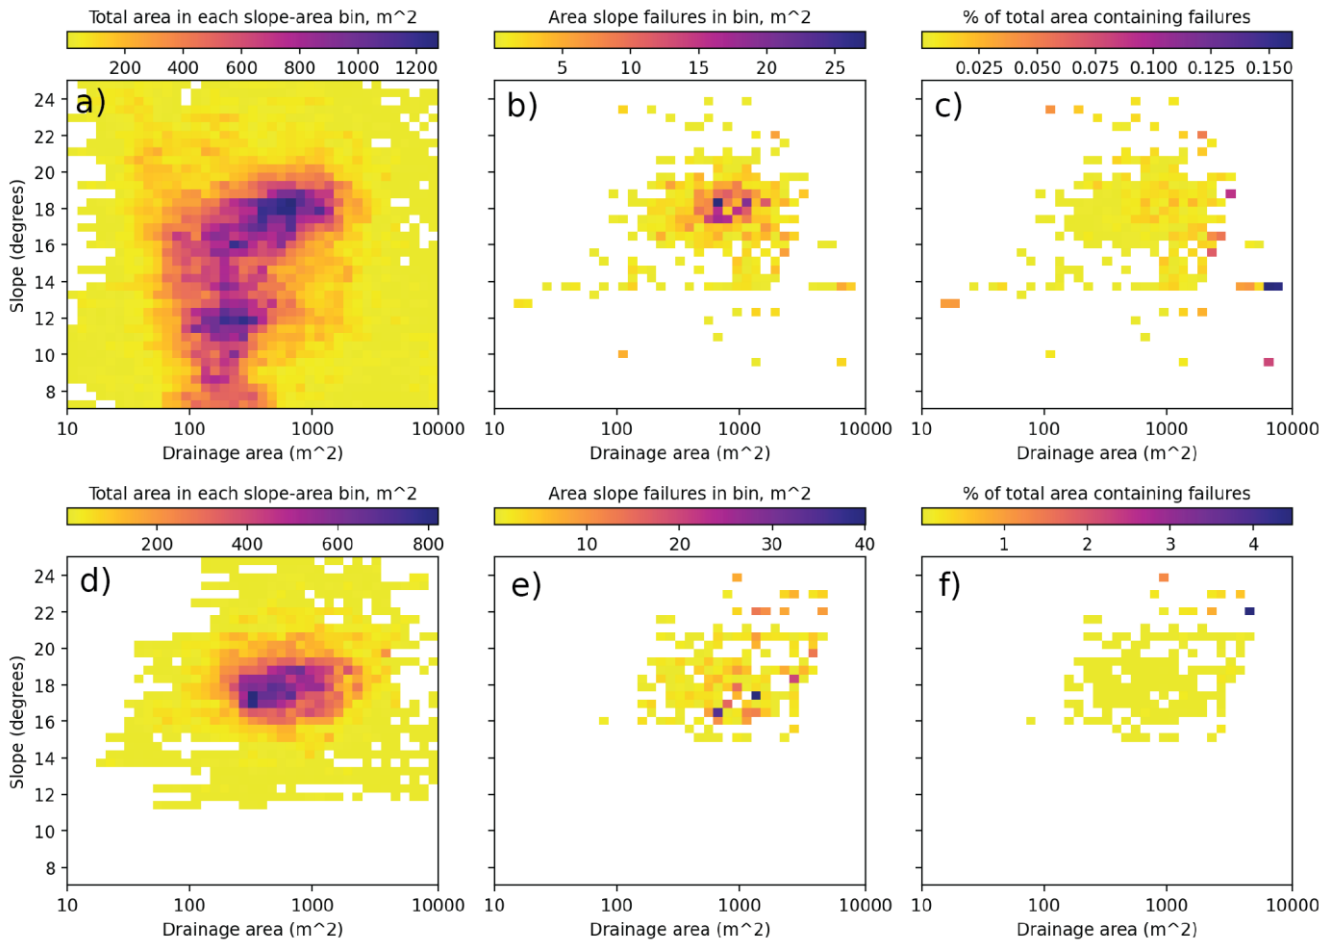 Total area in each slope-area bin, m^2
Area slope failures in bin, m^2
% of total area containing failures
200 400 600 800 1000 1200
5 10 15 20 25
0.025 0.050 0.075 0.100 0.125 0.150
a)
b)
c)
24
22
20
18
16
14
12
10
8
Slope (degrees)
10 100 1000 10000
10 100 1000 10000
10 100 1000 10000
Drainage area (m^2)
Drainage area (m^2)
Drainage area (m^2)
Total area in each slope-area bin, m^2
Area slope failures in bin, m^2
% of total area containing failures
200 400 600 800
10 20 30 40
1 2 3 4
d)
e)
f)
24
22
20
18
16
14
12
10
8
Slope (degrees)
10 100 1000 10000
10 100 1000 10000
10 100 1000 10000
Drainage area (m^2)
Drainage area (m^2)
Drainage area (m^2)